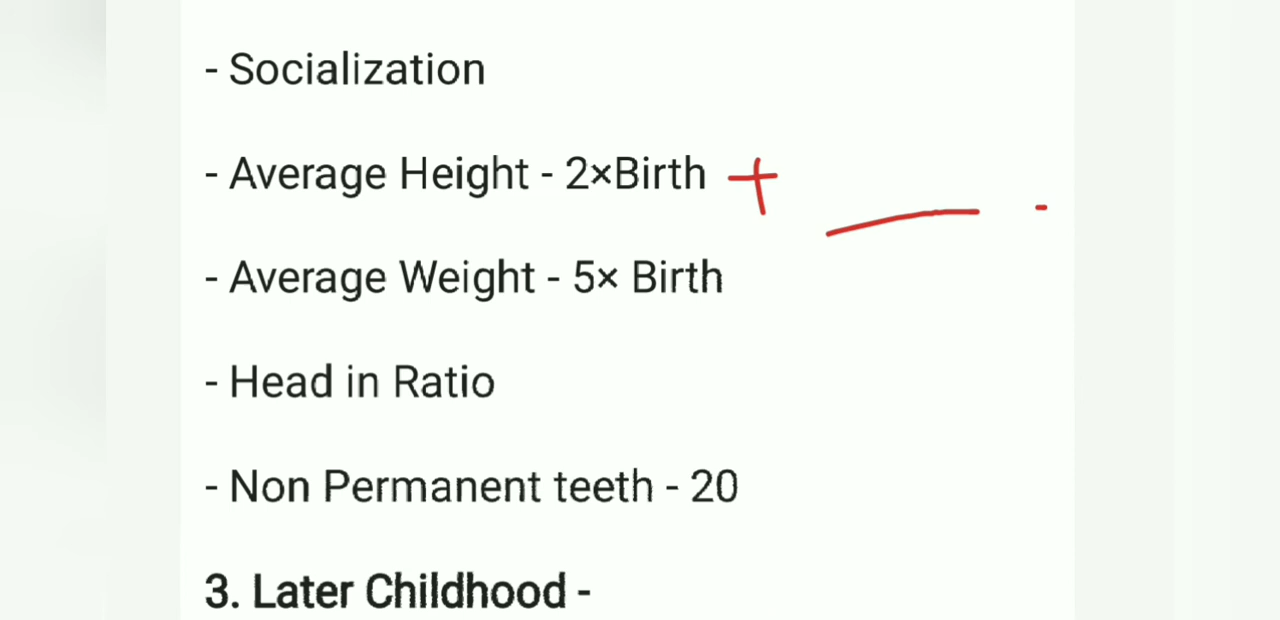 - Socialization
- Average Height - 2×Birth +
- Average Weight - 5× Birth
- Head in Ratio
- Non Permanent teeth - 20
3. Later Childhood -